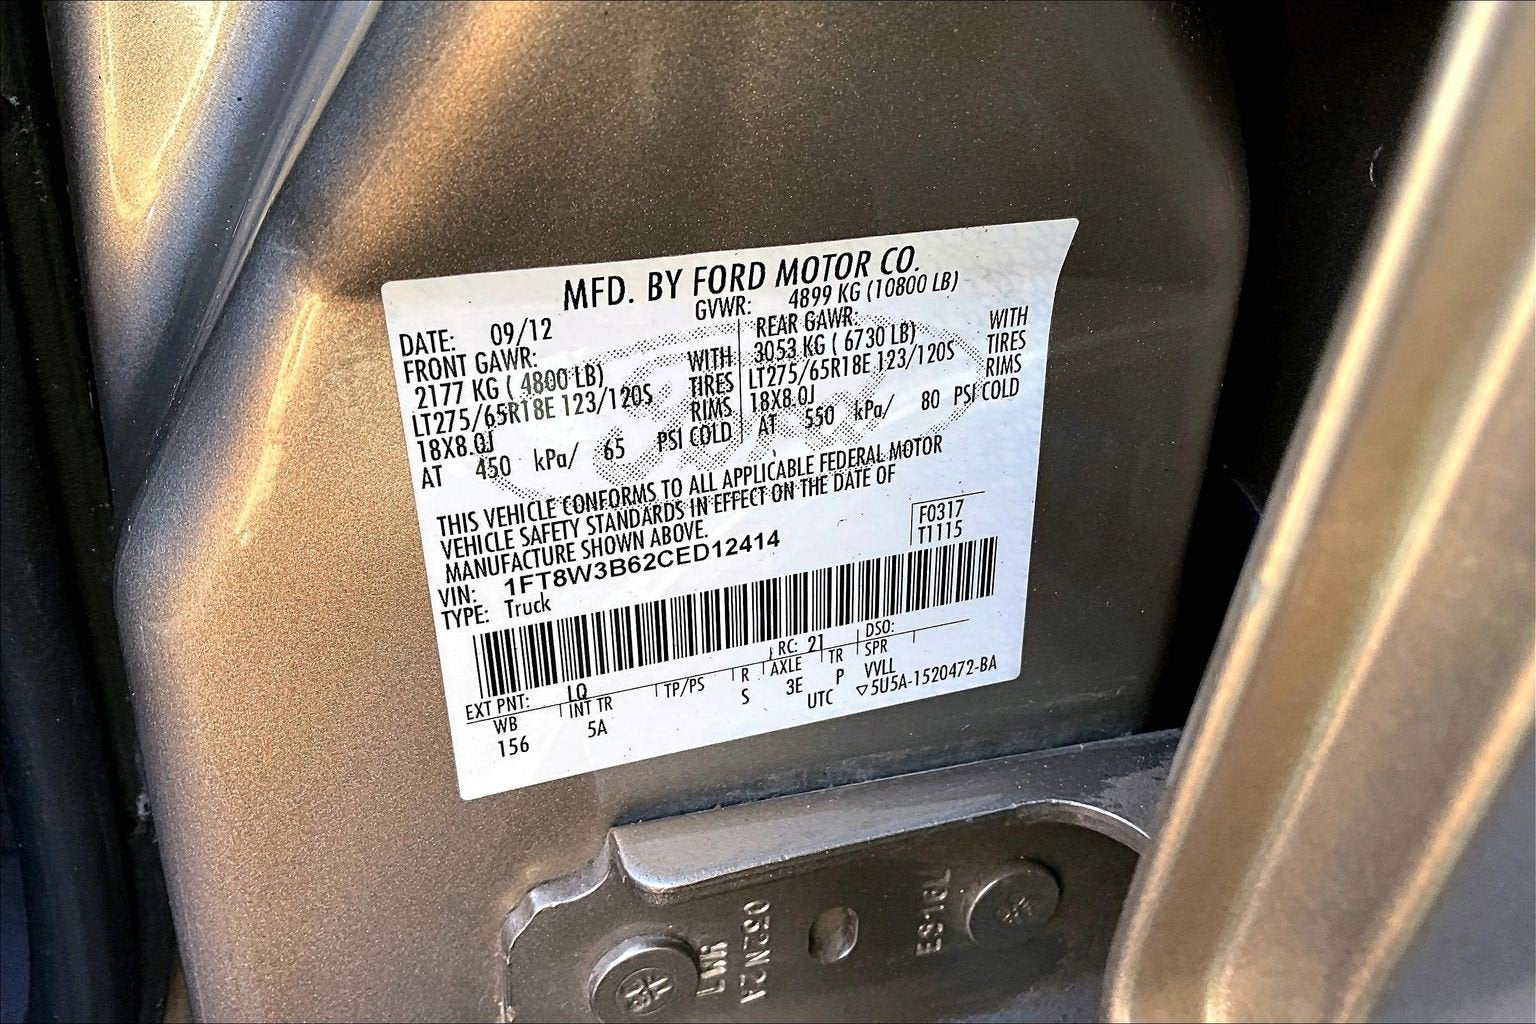 MFD. BY FORD MOTOR CO.
DATE: 09/12 GVWR: 4899 KG (10800 LB)
FRONT GAWR:
2177 KG ( 4800 LB) WITH
LT275/65R18E 123/120S TIRES
18X8.0J RIMS
AT 450 kPa/ 65 PSI COLD
REAR GAWR: WITH
3053 KG ( 6730 LB) TIRES
LT275/65R18E 123/120S RIMS
18X8.0J
AT 550 kPa/ 80 PSI COLD
THIS VEHICLE CONFORMS TO ALL APPLICABLE FEDERAL MOTOR
VEHICLE SAFETY STANDARDS IN EFFECT ON THE DATE OF
MANUFACTURE SHOWN ABOVE.
VIN: 1FT8W3B62CED12414
TYPE: Truck
F0317
T1115
EXT PNT: LQ RC: 21 DSO:
WB INT TR TP/PS R AXLE TR SPR
156 5A S 3E P VVLL
UTC ▽5U5A-1520472-BA